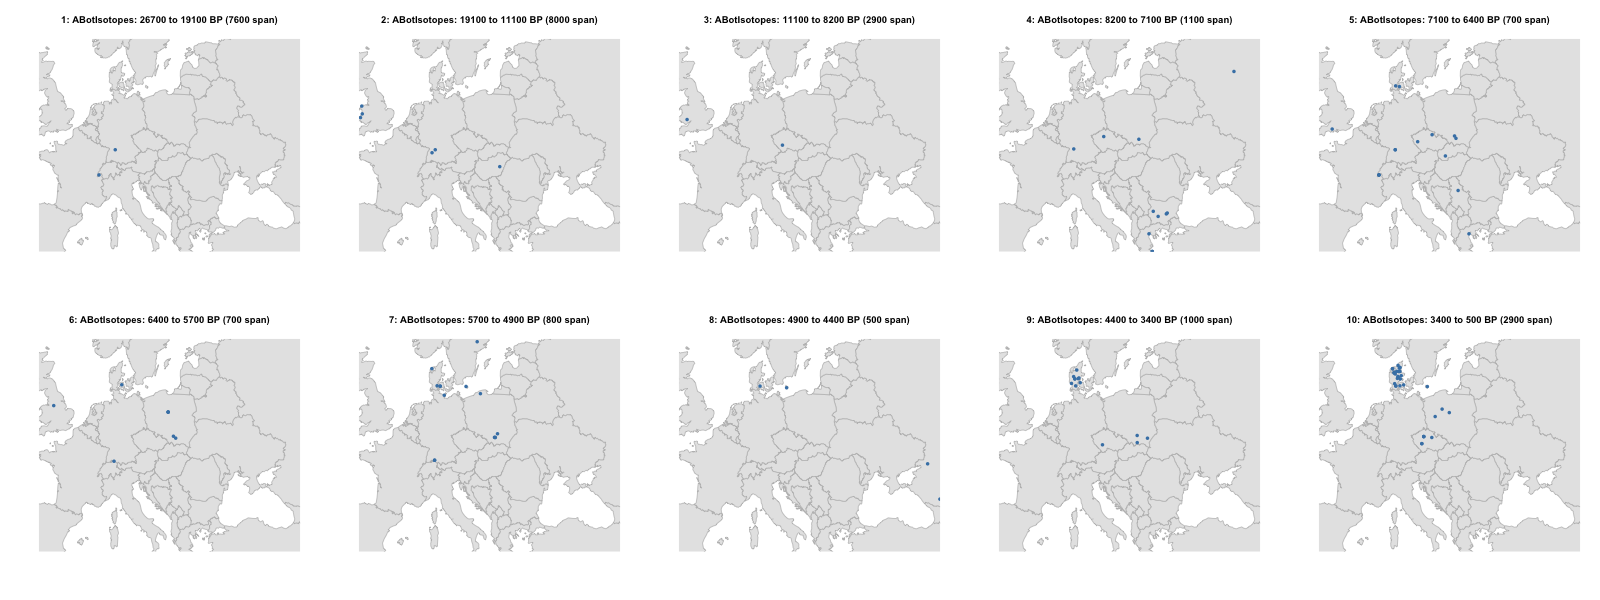 1: ABotIsotopes: 26700 to 19100 BP (7600 span)
2: ABotIsotopes: 19100 to 11100 BP (8000 span)
3: ABotIsotopes: 11100 to 8200 BP (2900 span)
4: ABotIsotopes: 8200 to 7100 BP (1100 span)
5: ABotIsotopes: 7100 to 6400 BP (700 span)
6: ABotIsotopes: 6400 to 5700 BP (700 span)
7: ABotIsotopes: 5700 to 4900 BP (800 span)
8: ABotIsotopes: 4900 to 4400 BP (500 span)
9: ABotIsotopes: 4400 to 3400 BP (1000 span)
10: ABotIsotopes: 3400 to 500 BP (2900 span)